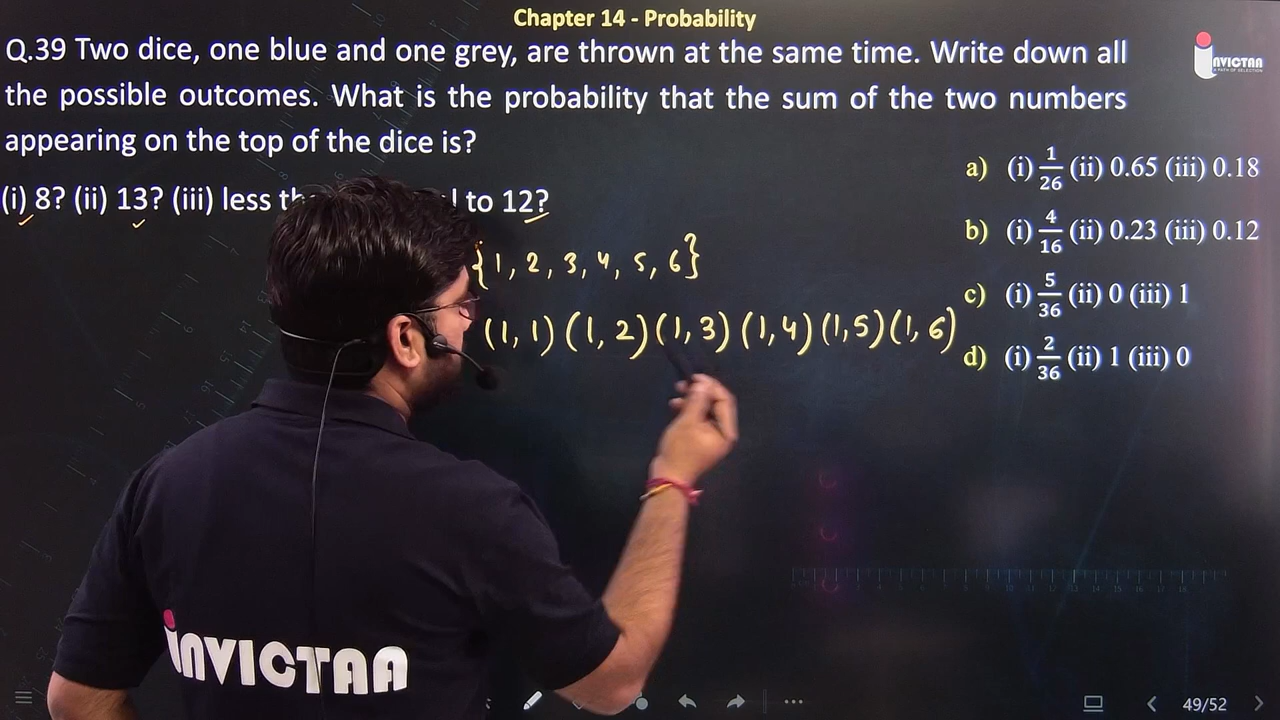 Chapter 14 - Probability
Q.39 Two dice, one blue and one grey, are thrown at the same time. Write down all
the possible outcomes. What is the probability that the sum of the two numbers
appearing on the top of the dice is?
(i) 8? (ii) 13? (iii) less to 12?
iNVICTAA
A PATH OF SELECTION
a) (i) 1/26 (ii) 0.65 (iii) 0.18
b) (i) 4/16 (ii) 0.23 (iii) 0.12
c) (i) 5/36 (ii) 0 (iii) 1
d) (i) 2/36 (ii) 1 (iii) 0
{1, 2, 3, 4, 5, 6}
(1, 1) (1, 2) (1, 3) (1, 4) (1, 5) (1, 6)
iNVICTAA
49/52